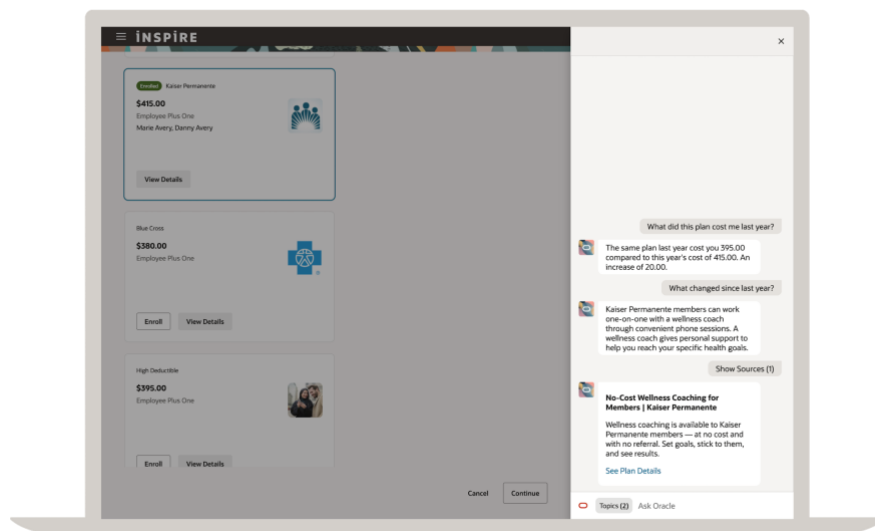 INSPIRE
Enrolled Kaiser Permanente
$415.00
Employee Plus One
Marie Avery, Danny Avery
View Details
Blue Cross
$380.00
Employee Plus One
Enroll View Details
High Deductible
$395.00
Employee Plus One
Enroll View Details
Cancel Continue
What did this plan cost me last year?
The same plan last year cost you 395.00
compared to this year's cost of 415.00. An
increase of 20.00.
What changed since last year?
Kaiser Permanente members can work
one-on-one with a wellness coach
through convenient phone sessions. A
wellness coach gives personal support to
help you reach your specific health goals.
Show Sources (1)
No-Cost Wellness Coaching for
Members | Kaiser Permanente
Wellness coaching is available to Kaiser
Permanente members — at no cost and
with no referral. Set goals, stick to them,
and see results.
See Plan Details
Topics (2) Ask Oracle